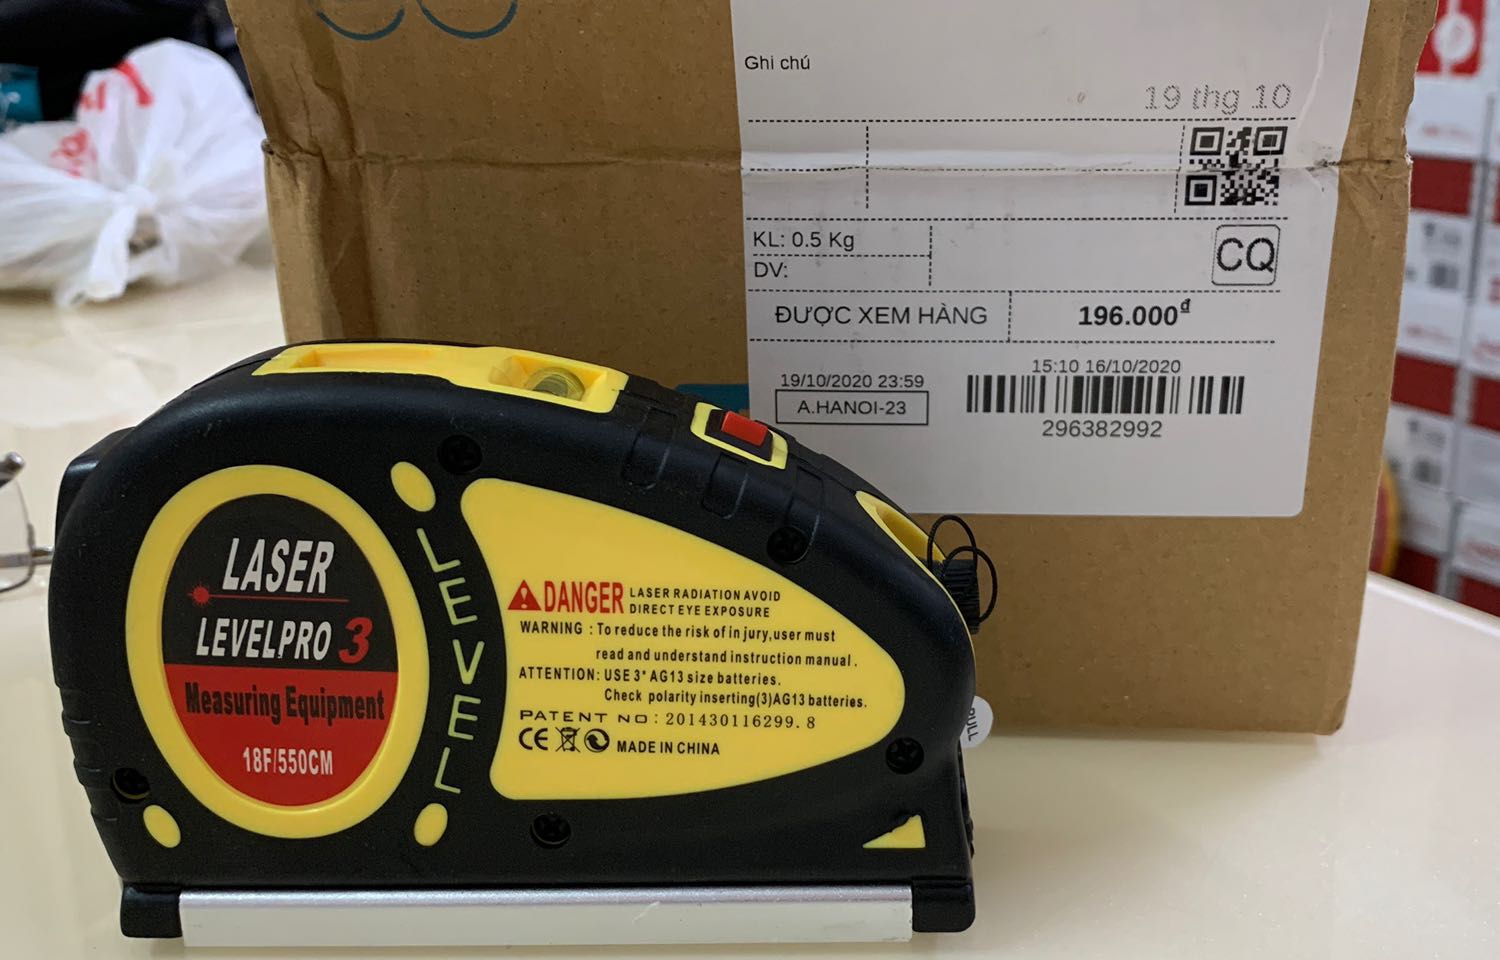 Ghi chú
19 thg 10
KL: 0.5 Kg
CQ
DV:
ĐƯỢC XEM HÀNG
196.000đ
19/10/2020 23:59
15:10 16/10/2020
A.HANOI-23
296382992
LASER
LEVELPRO 3
Measuring Equipment
18F/550CM
LEVEL
DANGER LASER RADIATION AVOID
DIRECT EYE EXPOSURE
WARNING : To reduce the risk of in jury,user must
read and understand instruction manual .
ATTENTION: USE 3* AG13 size batteries.
Check polarity inserting(3)AG13 batteries.
PATENT NO: 201430116299.8
CE MADE IN CHINA
PULL